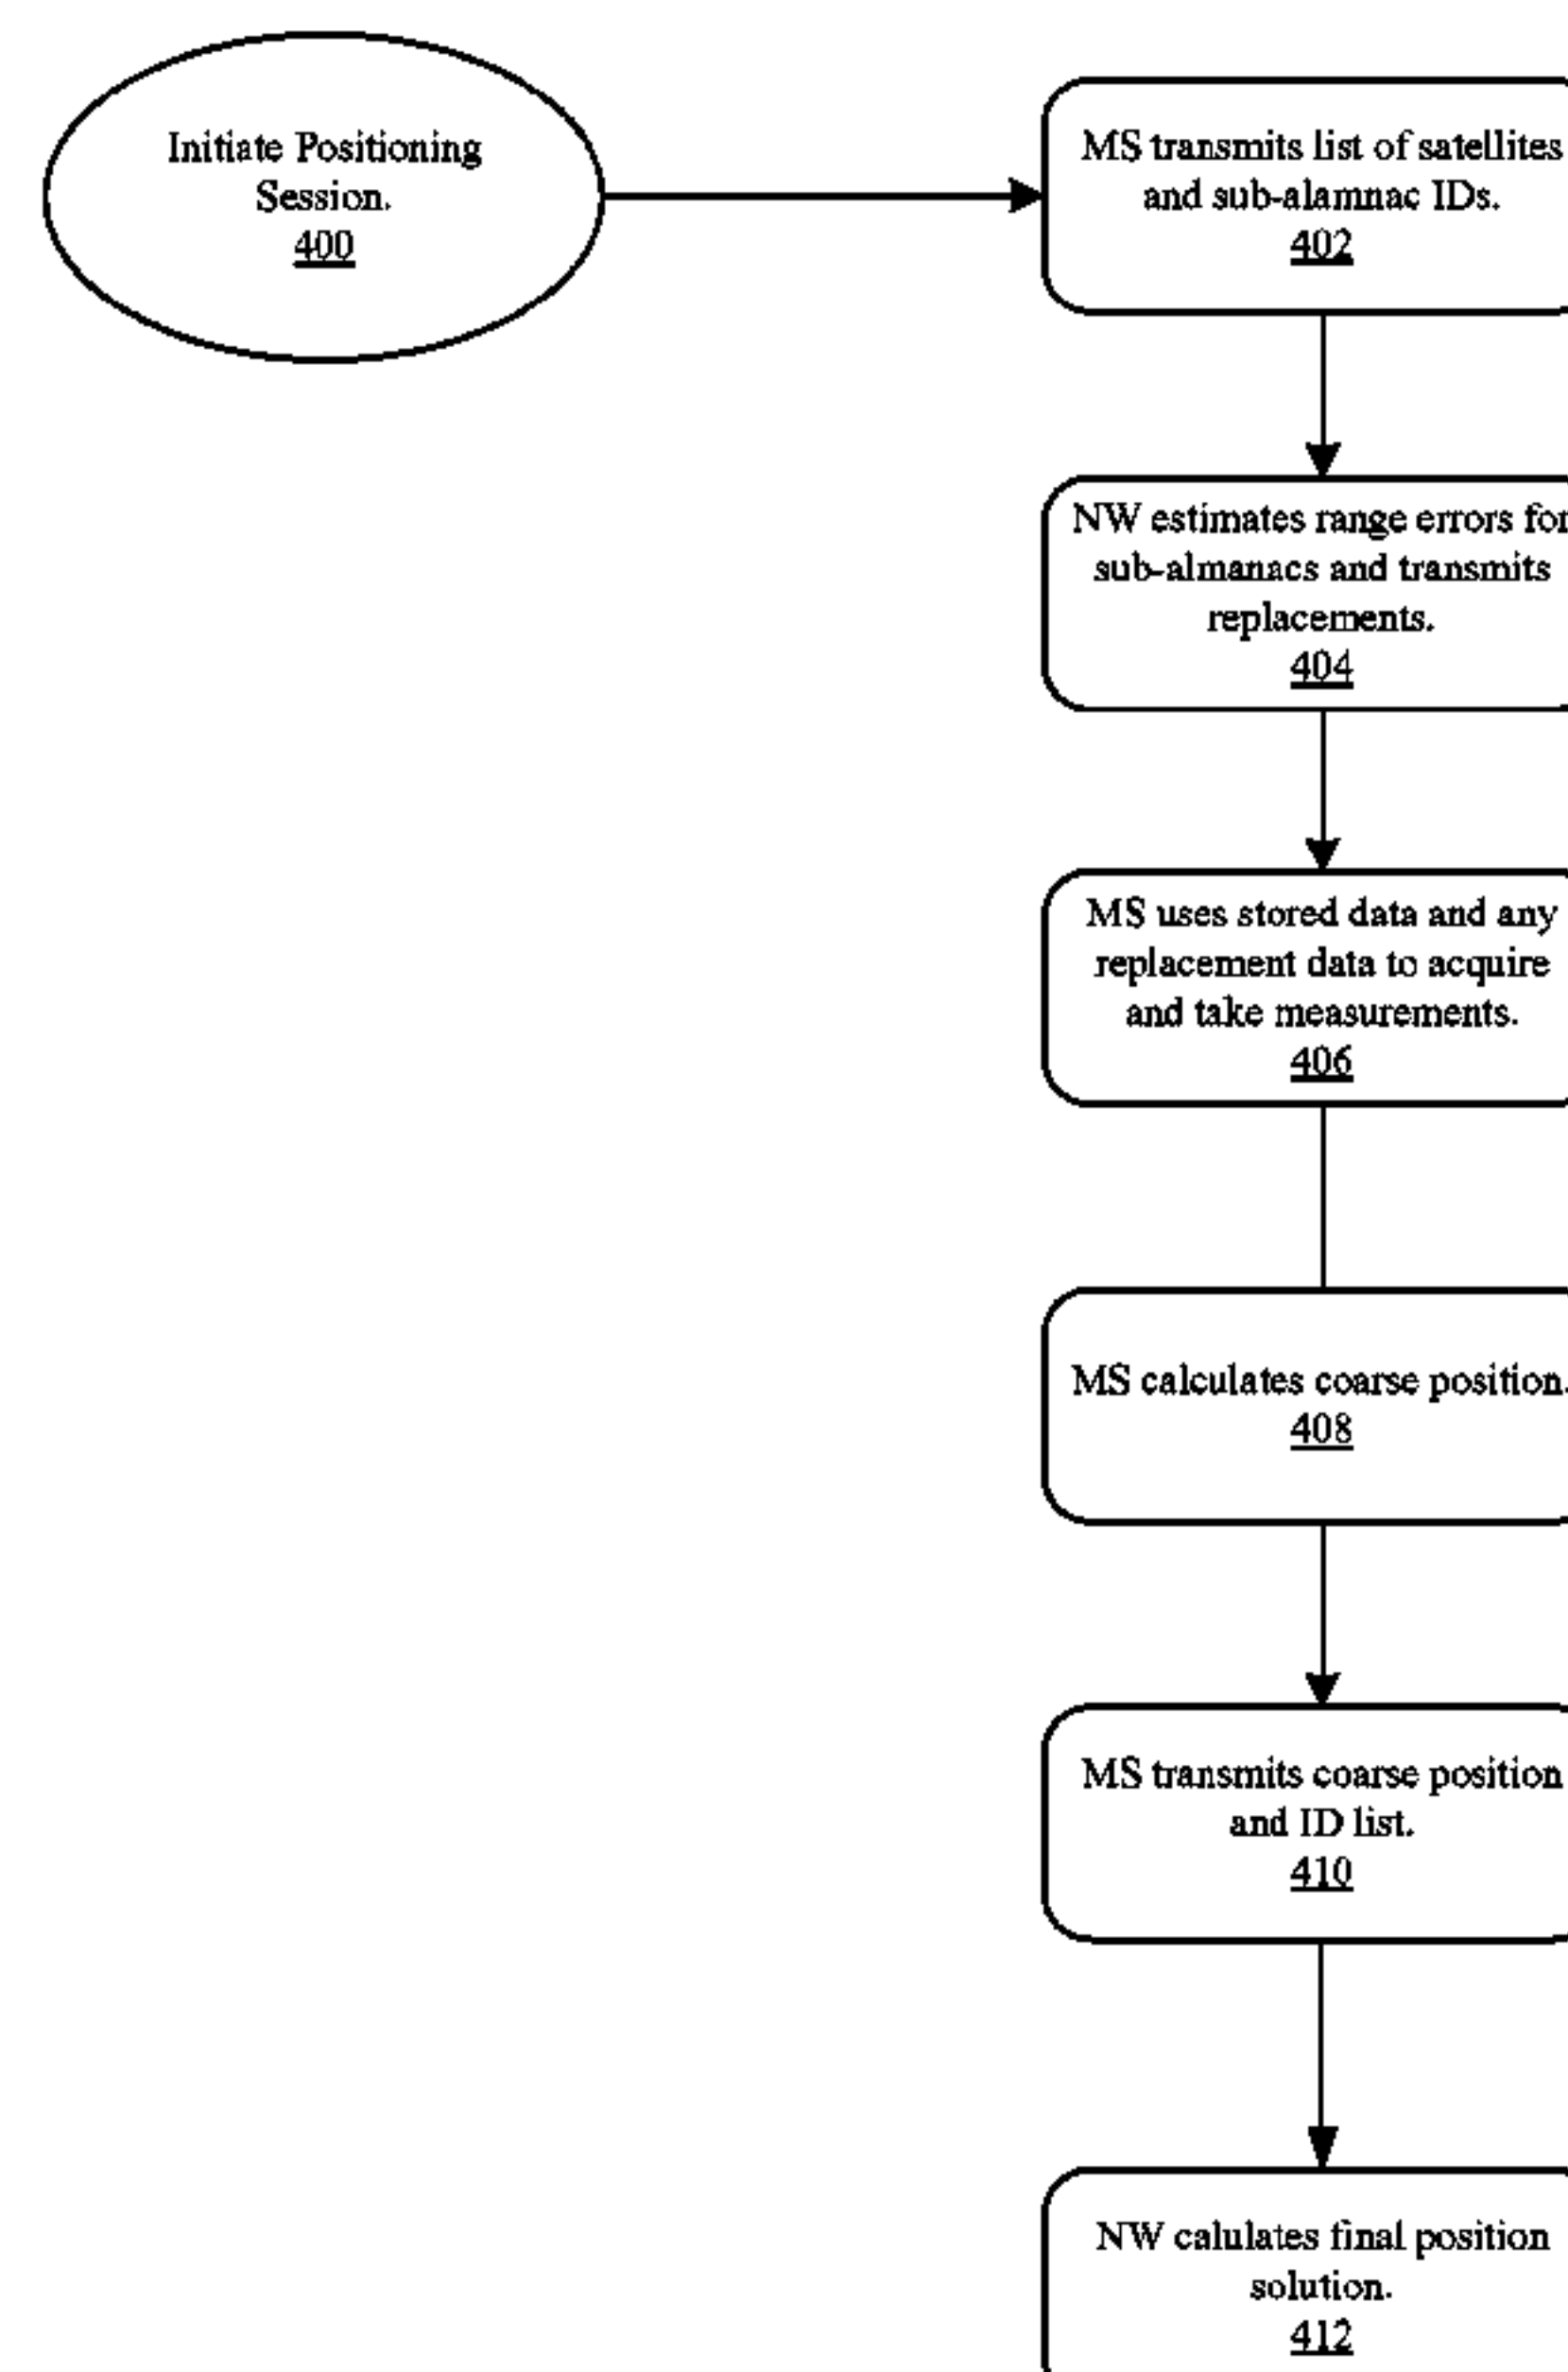 Initiate Positioning
Session.
400
MS transmits list of satellites
and sub-alamnac IDs.
402
NW estimates range errors for
sub-almanacs and transmits
replacements.
404
MS uses stored data and any
replacement data to acquire
and take measurements.
406
MS calculates coarse position.
408
MS transmits coarse position
and ID list.
410
NW calulates final position
solution.
412